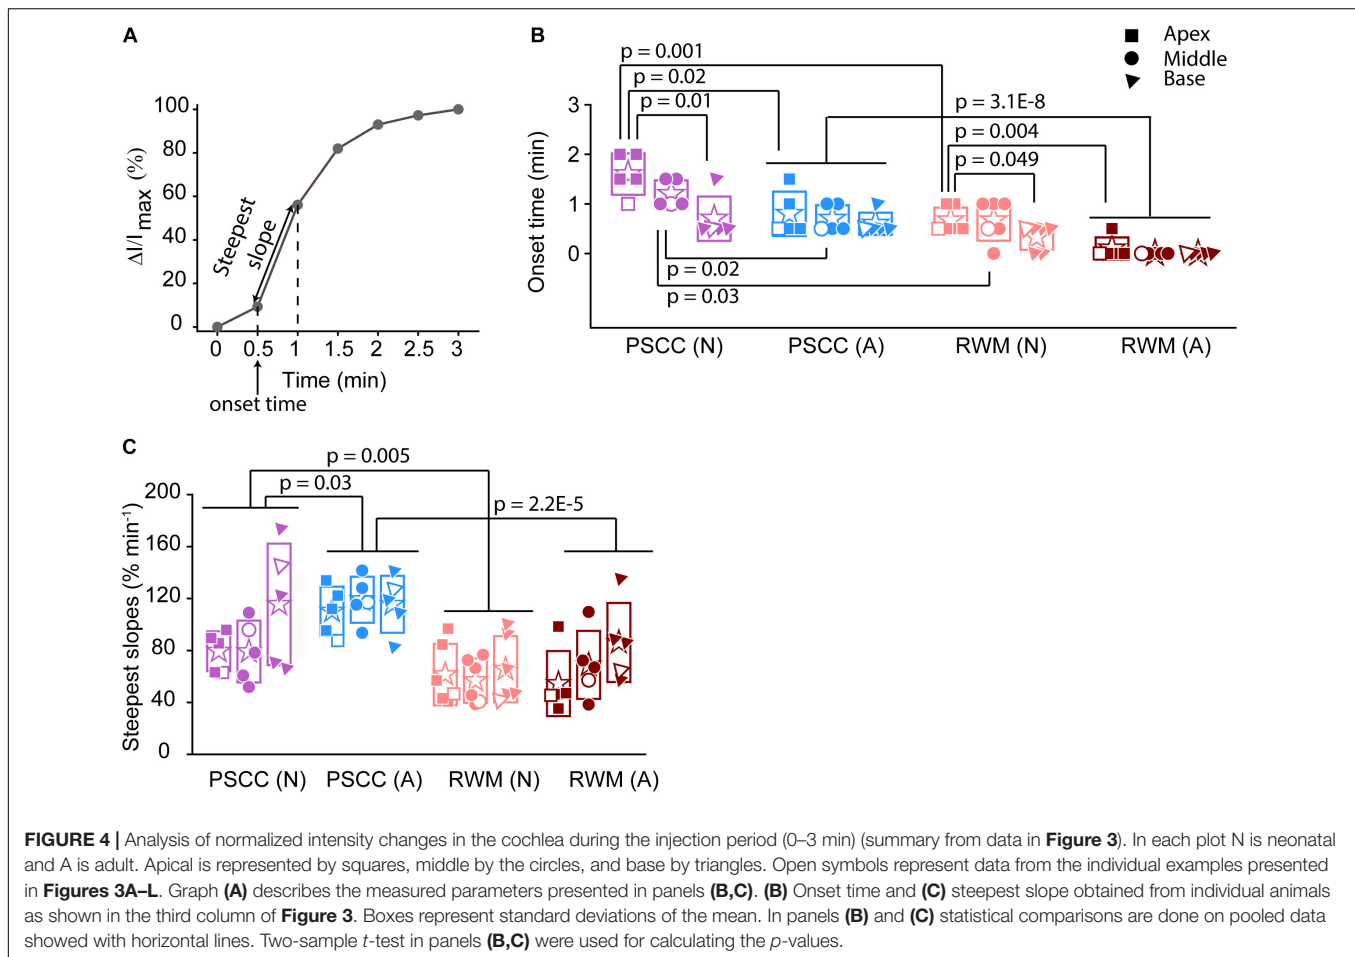 A
ΔI/Imax (%)
100
80
60
40
20
0
Steepest
slope
0 0.5 1 1.5 2 2.5 3
Time (min)
onset time
B
Apex
Middle
Base
p = 0.001
p = 0.02
p = 0.01
p = 3.1E-8
p = 0.004
p = 0.049
Onset time (min)
3
2
1
0
p = 0.02
p = 0.03
PSCC (N) PSCC (A) RWM (N) RWM (A)
C
p = 0.005
p = 0.03
p = 2.2E-5
Steepest slopes (% min⁻¹)
200
160
120
80
40
0
PSCC (N) PSCC (A) RWM (N) RWM (A)
FIGURE 4 | Analysis of normalized intensity changes in the cochlea during the injection period (0–3 min) (summary from data in Figure 3). In each plot N is neonatal
and A is adult. Apical is represented by squares, middle by the circles, and base by triangles. Open symbols represent data from the individual examples presented
in Figures 3A–L. Graph (A) describes the measured parameters presented in panels (B,C). (B) Onset time and (C) steepest slope obtained from individual animals
as shown in the third column of Figure 3. Boxes represent standard deviations of the mean. In panels (B) and (C) statistical comparisons are done on pooled data
showed with horizontal lines. Two-sample t-test in panels (B,C) were used for calculating the p-values.